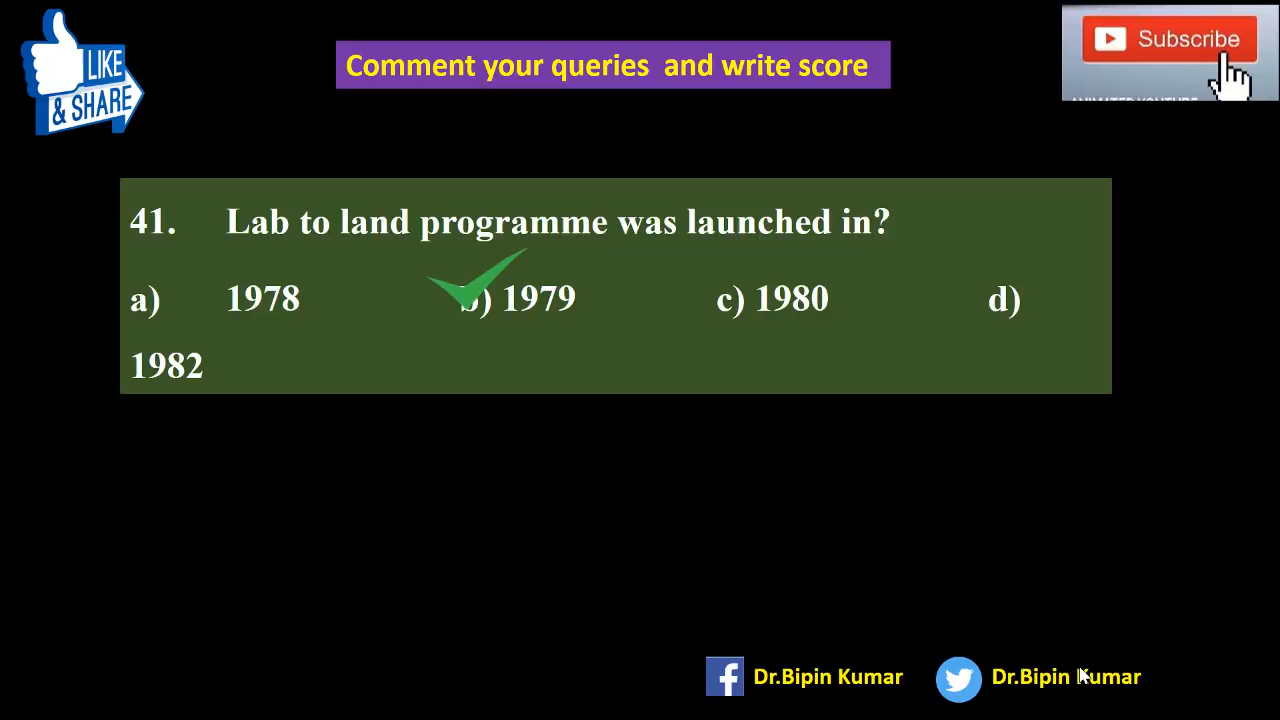 LIKE
& SHARE
Comment your queries and write score
Subscribe
41. Lab to land programme was launched in?
a) 1978 b) 1979 c) 1980 d)
1982
Dr.Bipin Kumar Dr.Bipin Kumar